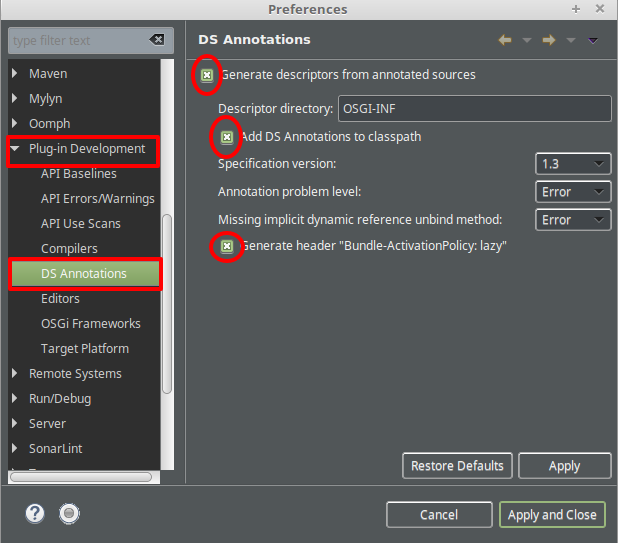 Preferences
type filter text
Maven
Mylyn
Oomph
Plug-in Development
API Baselines
API Errors/Warnings
API Use Scans
Compilers
DS Annotations
Editors
OSGi Frameworks
Target Platform
Remote Systems
Run/Debug
Server
SonarLint
DS Annotations
Generate descriptors from annotated sources
Descriptor directory: OSGI-INF
Add DS Annotations to classpath
Specification version: 1.3
Annotation problem level: Error
Missing implicit dynamic reference unbind method: Error
Generate header "Bundle-ActivationPolicy: lazy"
Restore Defaults Apply
Cancel Apply and Close